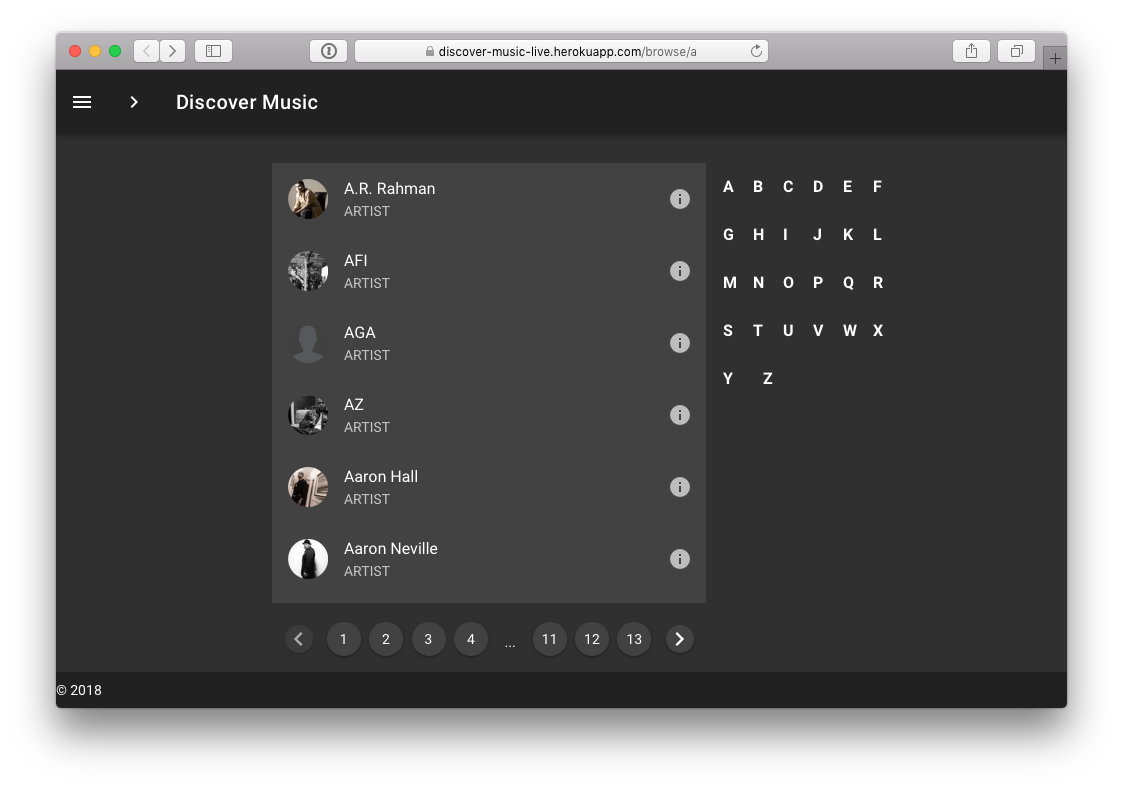 discover-music-live.herokuapp.com/browse/a
Discover Music
A.R. Rahman
ARTIST
AFI
ARTIST
AGA
ARTIST
AZ
ARTIST
Aaron Hall
ARTIST
Aaron Neville
ARTIST
A B C D E F
G H I J K L
M N O P Q R
S T U V W X
Y Z
1 2 3 4 ... 11 12 13
© 2018